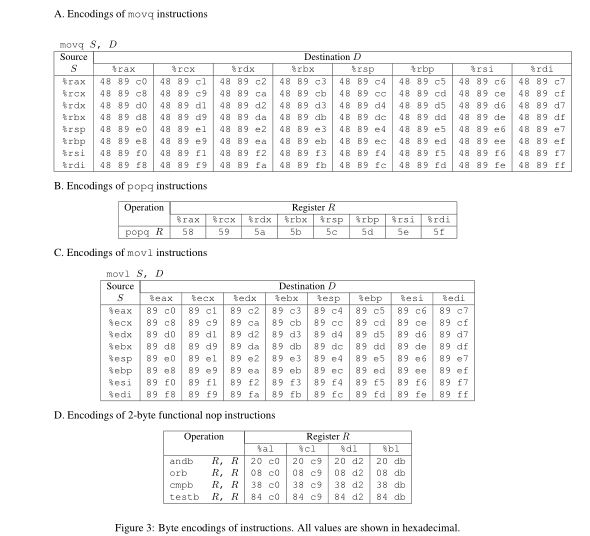 A. Encodings of movq instructions
movq S, D
Source Destination D
S %rax %rcx %rdx %rbx %rsp %rbp %rsi %rdi
%rax 48 89 c0 48 89 c1 48 89 c2 48 89 c3 48 89 c4 48 89 c5 48 89 c6 48 89 c7
%rcx 48 89 c8 48 89 c9 48 89 ca 48 89 cb 48 89 cc 48 89 cd 48 89 ce 48 89 cf
%rdx 48 89 d0 48 89 d1 48 89 d2 48 89 d3 48 89 d4 48 89 d5 48 89 d6 48 89 d7
%rbx 48 89 d8 48 89 d9 48 89 da 48 89 db 48 89 dc 48 89 dd 48 89 de 48 89 df
%rsp 48 89 e0 48 89 e1 48 89 e2 48 89 e3 48 89 e4 48 89 e5 48 89 e6 48 89 e7
%rbp 48 89 e8 48 89 e9 48 89 ea 48 89 eb 48 89 ec 48 89 ed 48 89 ee 48 89 ef
%rsi 48 89 f0 48 89 f1 48 89 f2 48 89 f3 48 89 f4 48 89 f5 48 89 f6 48 89 f7
%rdi 48 89 f8 48 89 f9 48 89 fa 48 89 fb 48 89 fc 48 89 fd 48 89 fe 48 89 ff
B. Encodings of popq instructions
Operation Register R
%rax %rcx %rdx %rbx %rsp %rbp %rsi %rdi
popq R 58 59 5a 5b 5c 5d 5e 5f
C. Encodings of movl instructions
movl S, D
Source Destination D
S %eax %ecx %edx %ebx %esp %ebp %esi %edi
%eax 89 c0 89 c1 89 c2 89 c3 89 c4 89 c5 89 c6 89 c7
%ecx 89 c8 89 c9 89 ca 89 cb 89 cc 89 cd 89 ce 89 cf
%edx 89 d0 89 d1 89 d2 89 d3 89 d4 89 d5 89 d6 89 d7
%ebx 89 d8 89 d9 89 da 89 db 89 dc 89 dd 89 de 89 df
%esp 89 e0 89 e1 89 e2 89 e3 89 e4 89 e5 89 e6 89 e7
%ebp 89 e8 89 e9 89 ea 89 eb 89 ec 89 ed 89 ee 89 ef
%esi 89 f0 89 f1 89 f2 89 f3 89 f4 89 f5 89 f6 89 f7
%edi 89 f8 89 f9 89 fa 89 fb 89 fc 89 fd 89 fe 89 ff
D. Encodings of 2-byte functional nop instructions
Operation Register R
%al %cl %dl %bl
andb R, R 20 c0 20 c9 20 d2 20 db
orb R, R 08 c0 08 c9 08 d2 08 db
cmpb R, R 38 c0 38 c9 38 d2 38 db
testb R, R 84 c0 84 c9 84 d2 84 db
Figure 3: Byte encodings of instructions. All values are shown in hexadecimal.